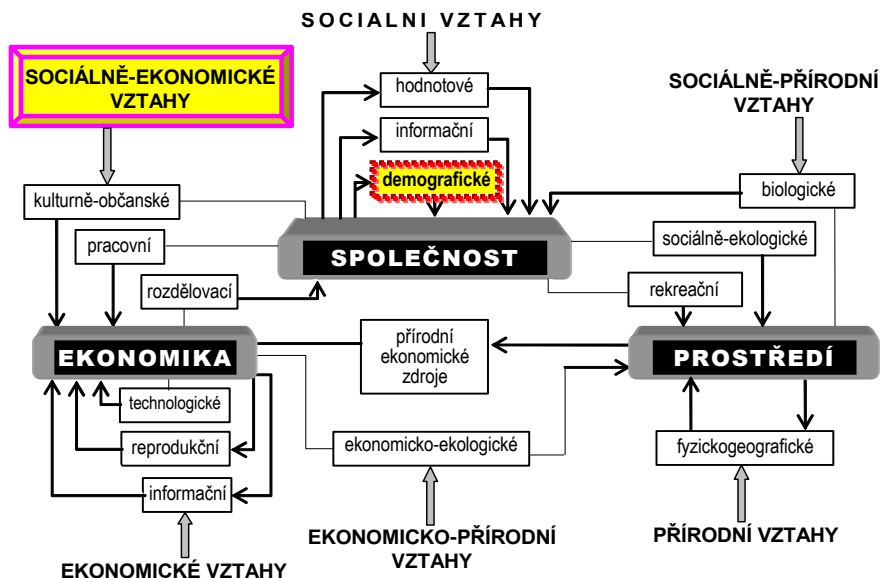 SOCIALNI VZTAHY
SOCIÁLNĚ-EKONOMICKÉ
VZTAHY
SOCIÁLNĚ-PŘÍRODNÍ
VZTAHY
hodnotové
informační
demografické
kulturně-občanské
biologické
pracovní
sociálně-ekologické
SPOLEČNOST
rozdělovací
rekreační
EKONOMIKA
přírodní
ekonomické
zdroje
PROSTŘEDÍ
technologické
reprodukční
ekonomicko-ekologické
fyzickogeografické
informační
EKONOMICKO-PŘÍRODNÍ
VZTAHY
PŘÍRODNÍ VZTAHY
EKONOMICKÉ VZTAHY